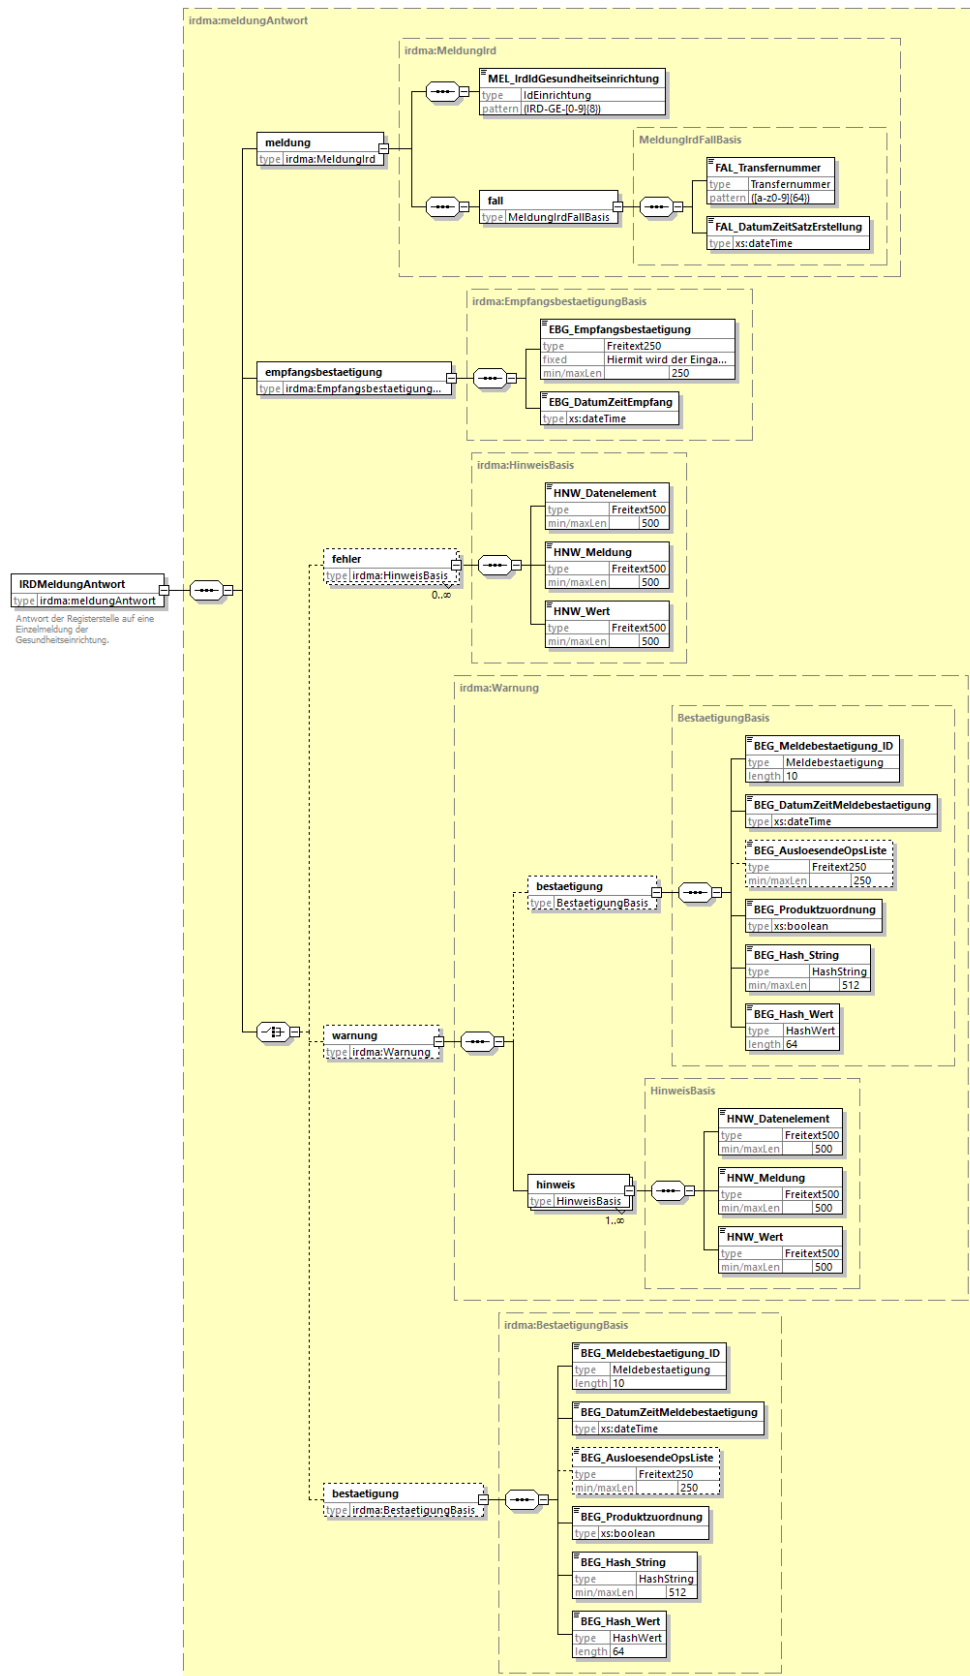 irdma:meldungAntwort
irdma:MeldungIrd
MEL_IrdIdGesundheitseinrichtung
type IdEinrichtung
pattern (IRD-GE-[0-9]{8})
meldung
type irdma:MeldungIrd
MeldungIrdFallBasis
FAL_Transfernummer
type Transfernummer
pattern ([a-z0-9]{64})
fall
type MeldungIrdFallBasis
FAL_DatumZeitSatzErstellung
type xs:dateTime
irdma:EmpfangsbestaetigungBasis
EBG_Empfangsbestaetigung
type Freitext250
fixed Hiermit wird der Einga...
min/maxLen 250
empfangsbestaetigung
type irdma:Empfangsbestaetigung...
EBG_DatumZeitEmpfang
type xs:dateTime
irdma:HinweisBasis
HNW_Datenelement
type Freitext500
min/maxLen 500
fehler
type irdma:HinweisBasis
0..∞
HNW_Meldung
type Freitext500
min/maxLen 500
HNW_Wert
type Freitext500
min/maxLen 500
IRDMeldungAntwort
type irdma:meldungAntwort
Antwort der Registerstelle auf eine
Einzelmeldung der
Gesundheitseinrichtung.
irdma:Warnung
BestaetigungBasis
BEG_Meldebestaetigung_ID
type Meldebestaetigung
length 10
BEG_DatumZeitMeldebestaetigung
type xs:dateTime
BEG_AusloesendeOpsListe
type Freitext250
min/maxLen 250
bestaetigung
type BestaetigungBasis
BEG_Produktzuordnung
type xs:boolean
BEG_Hash_String
type HashString
min/maxLen 512
BEG_Hash_Wert
type HashWert
length 64
warnung
type irdma:Warnung
HinweisBasis
HNW_Datenelement
type Freitext500
min/maxLen 500
hinweis
type HinweisBasis
1..∞
HNW_Meldung
type Freitext500
min/maxLen 500
HNW_Wert
type Freitext500
min/maxLen 500
irdma:BestaetigungBasis
BEG_Meldebestaetigung_ID
type Meldebestaetigung
length 10
BEG_DatumZeitMeldebestaetigung
type xs:dateTime
BEG_AusloesendeOpsListe
type Freitext250
min/maxLen 250
bestaetigung
type irdma:BestaetigungBasis
BEG_Produktzuordnung
type xs:boolean
BEG_Hash_String
type HashString
min/maxLen 512
BEG_Hash_Wert
type HashWert
length 64